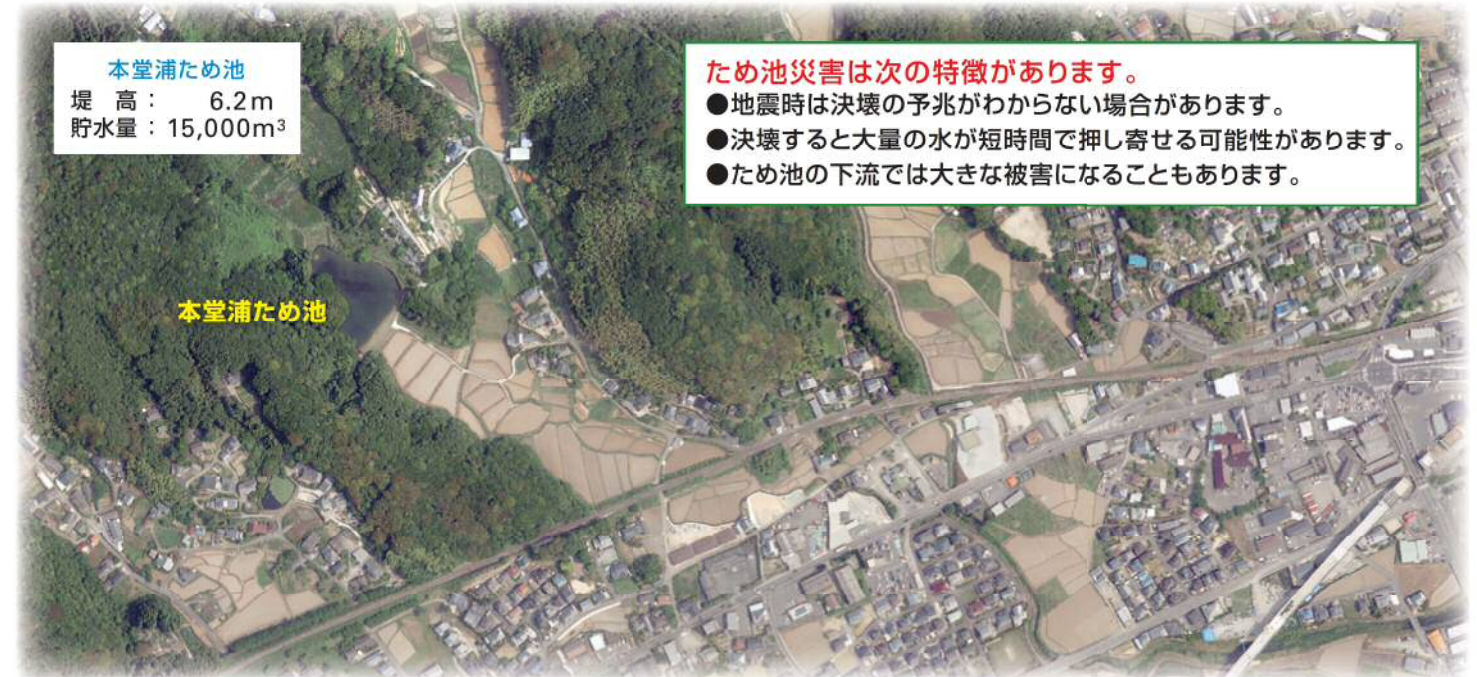 本堂浦ため池
堤　高：　　6.2m
貯水量：15,000m³
ため池災害は次の特徴があります。
●地震時は決壊の予兆がわからない場合があります。
●決壊すると大量の水が短時間で押し寄せる可能性があります。
●ため池の下流では大きな被害になることもあります。
本堂浦ため池